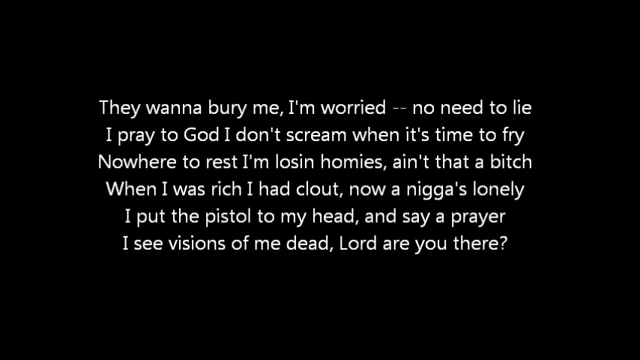 They wanna bury me, I'm worried -- no need to lie
I pray to God I don't scream when it's time to fry
Nowhere to rest I'm losin homies, ain't that a bitch
When I was rich I had clout, now a nigga's lonely
I put the pistol to my head, and say a prayer
I see visions of me dead, Lord are you there?